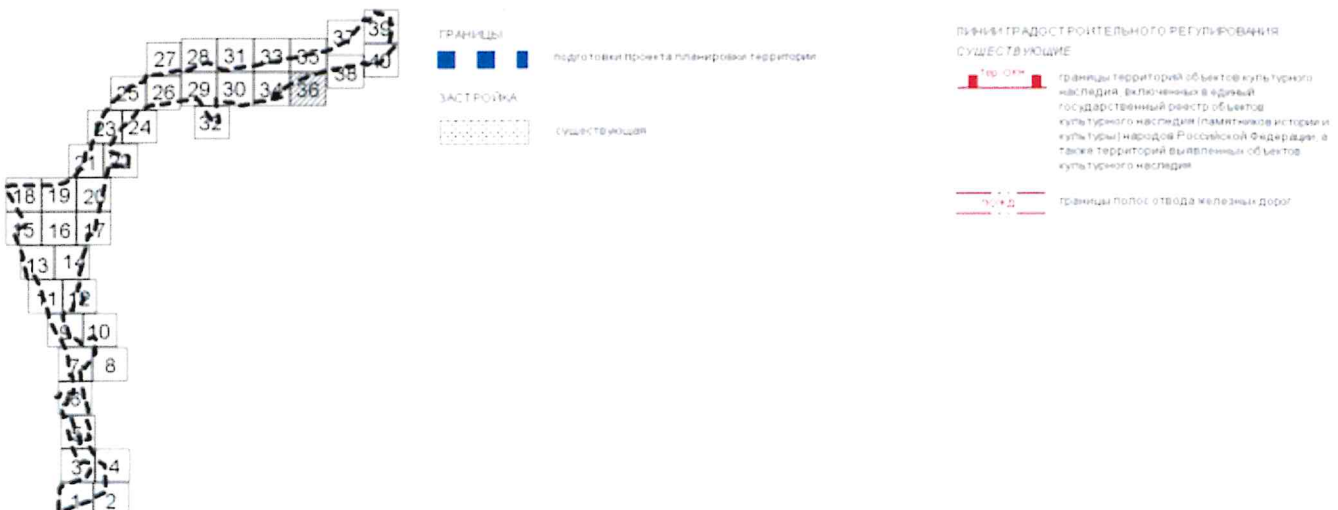 39
37
27 28 31 33 35 40
38
25 26 29 30 34 36
32
23 24
21
18 19 20
15 16 17
13 14
11 12
9 10
7 8
6
5
3 4
1 2
ГРАНИЦЫ
подготовки проекта планировки территории
ЗАСТРОЙКА
существующая
ЛИНИИ ГРАДОСТРОИТЕЛЬНОГО РЕГУЛИРОВАНИЯ
СУЩЕСТВУЮЩИЕ
границы территорий объектов культурного
наследия, включенных в единый
государственный реестр объектов
культурного наследия (памятников истории и
культуры) народов Российской Федерации, а
также территорий выявленных объектов
культурного наследия
границы полос отвода железных дорог